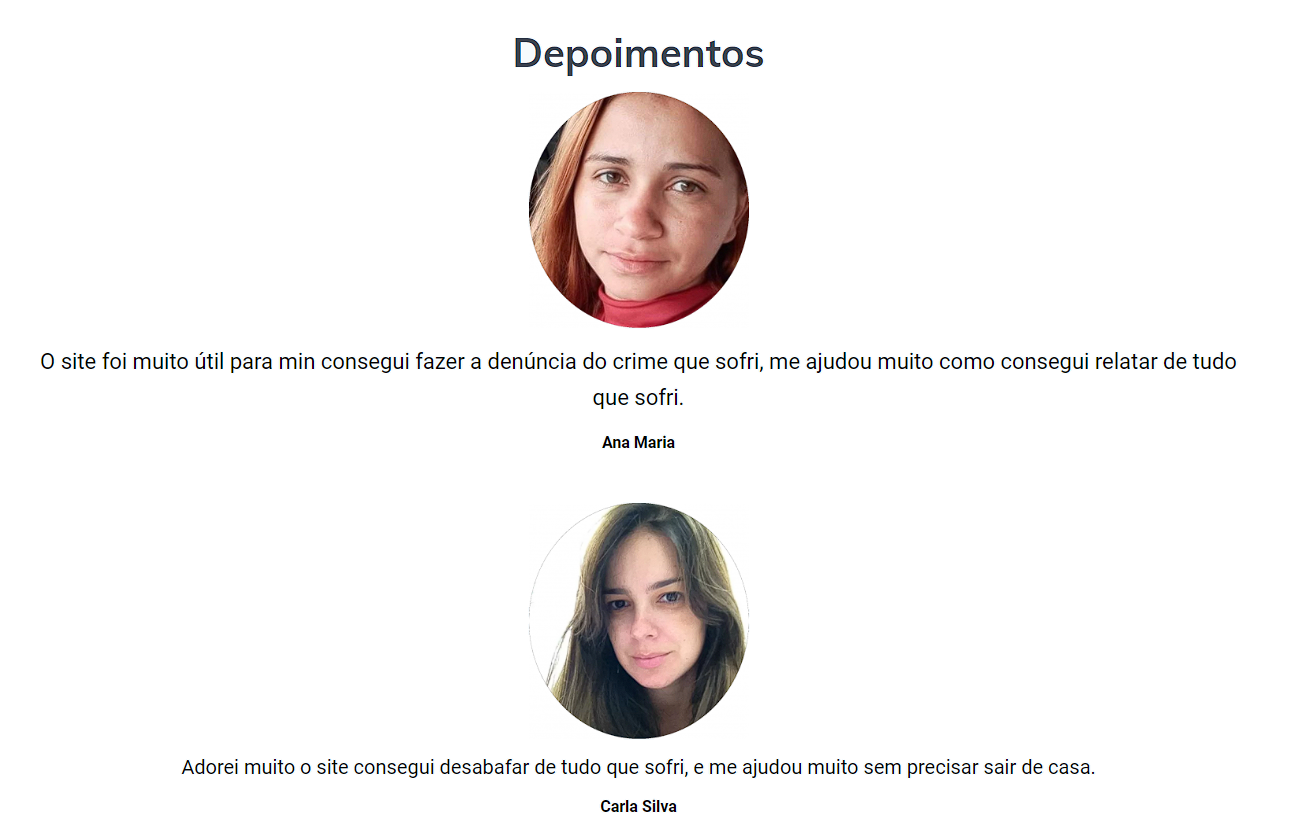 Depoimentos
O site foi muito útil para min consegui fazer a denúncia do crime que sofri, me ajudou muito como consegui relatar de tudo
que sofri.
Ana Maria
Adorei muito o site consegui desabafar de tudo que sofri, e me ajudou muito sem precisar sair de casa.
Carla Silva